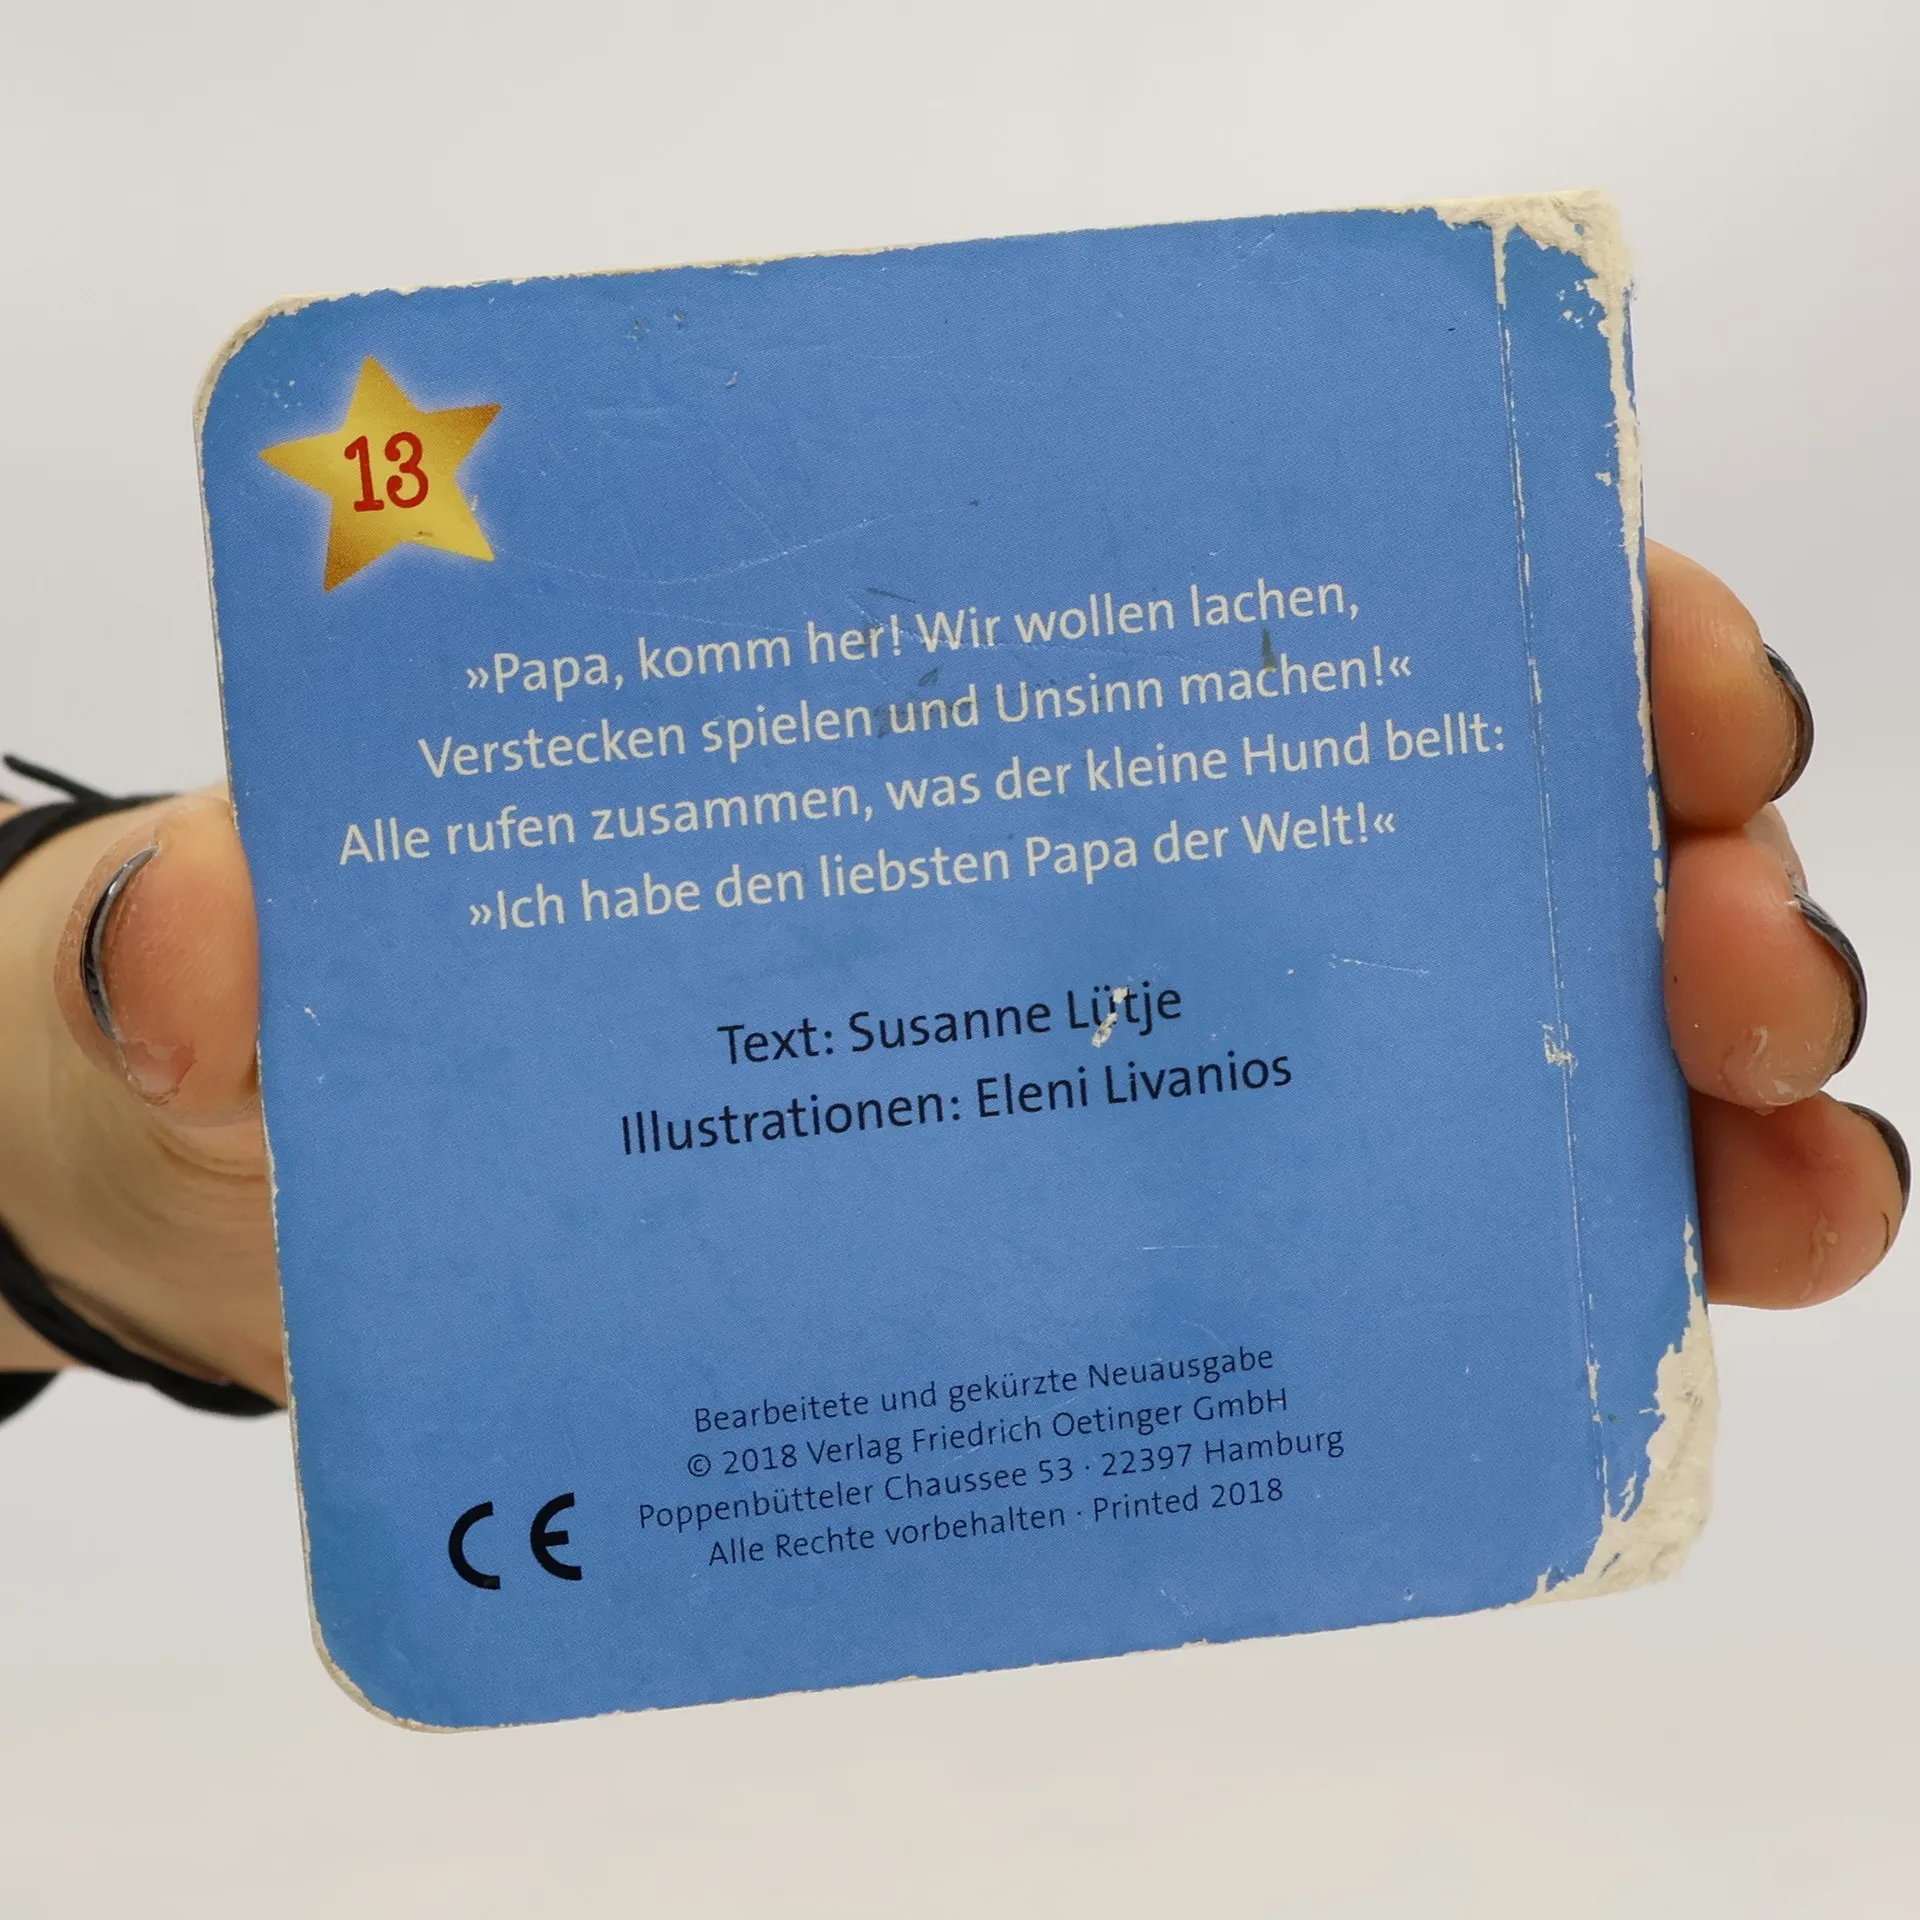 13
»Papa, komm her! Wir wollen lachen,
Verstecken spielen und Unsinn machen!«
Alle rufen zusammen, was der kleine Hund bellt:
»Ich habe den liebsten Papa der Welt!«
Text: Susanne Lütje
Illustrationen: Eleni Livanios
Bearbeitete und gekürzte Neuausgabe
© 2018 Verlag Friedrich Oetinger GmbH
Poppenbütteler Chaussee 53 · 22397 Hamburg
Alle Rechte vorbehalten · Printed 2018
CE